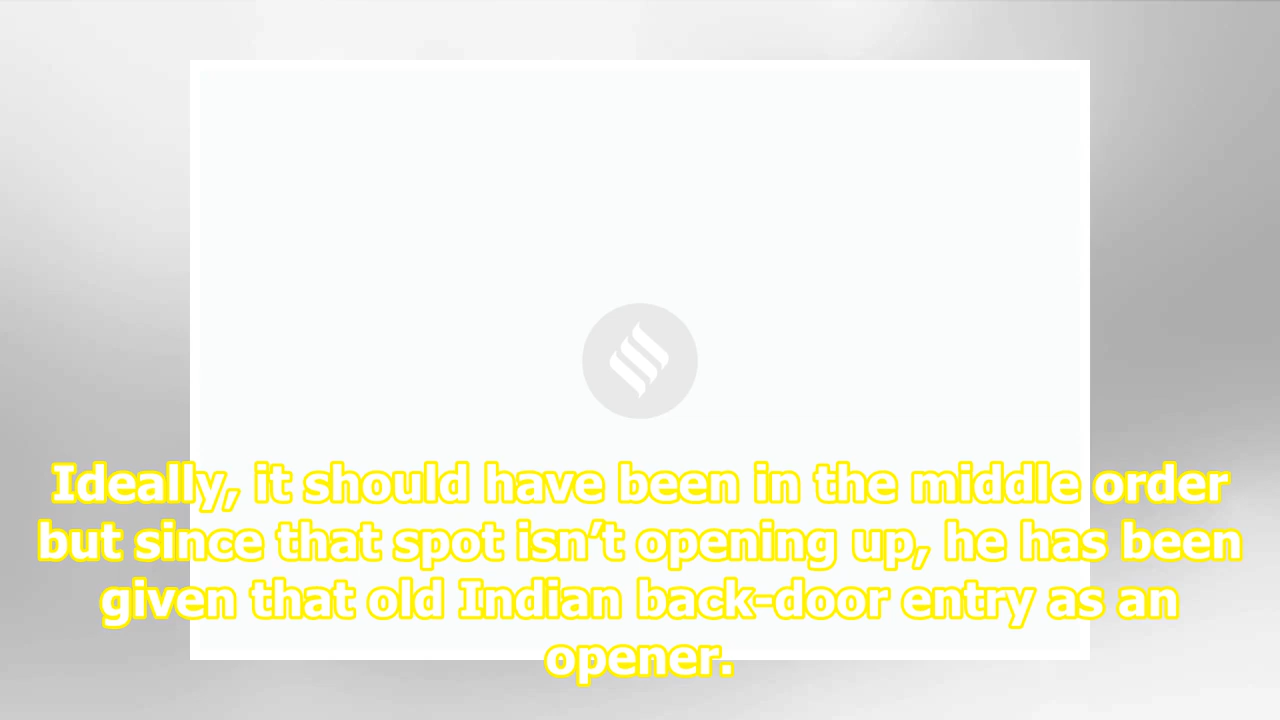 Ideally, it should have been in the middle order
but since that spot isn’t opening up, he has been
given that old Indian back-door entry as an
opener.